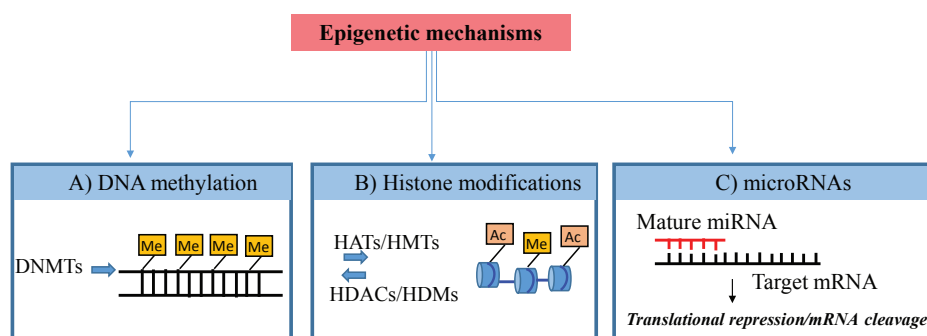 Epigenetic mechanisms
A) DNA methylation
DNMTs
Me Me Me Me
B) Histone modifications
HATs/HMTs
HDACs/HDMs
Ac Me Ac
C) microRNAs
Mature miRNA
Target mRNA
Translational repression/mRNA cleavage